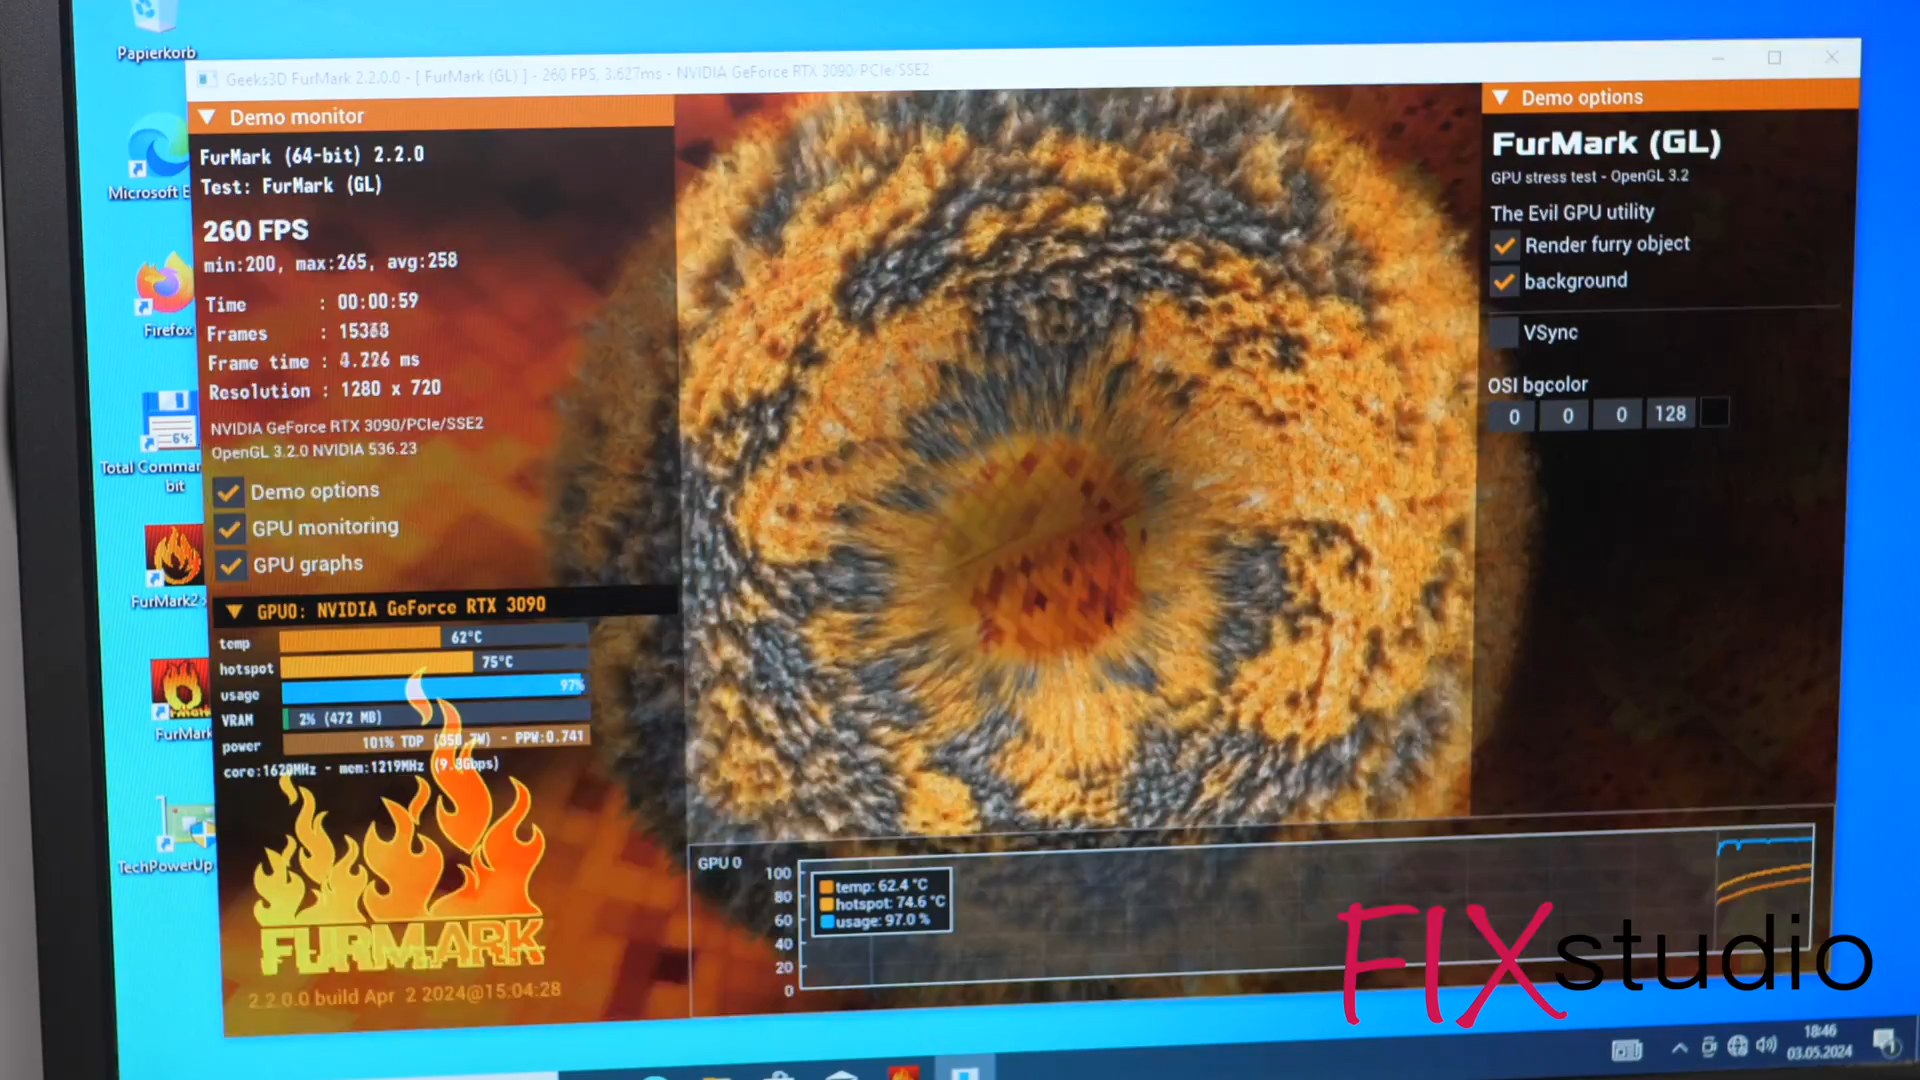 Papierkorb
Microsoft E
Firefox
64
Total Comman
bit
FurMark2
FurMark
TechPowerUp
Geeks3D FurMark 2.2.0.0 - [ FurMark (GL) ] - 260 FPS, 3.627ms - NVIDIA GeForce RTX 3090/PCIe/SSE2
Demo monitor
FurMark (64-bit) 2.2.0
Test: FurMark (GL)
260 FPS
min:200, max:265, avg:258
Time : 00:00:59
Frames : 15368
Frame time : 4.226 ms
Resolution : 1280 x 720
NVIDIA GeForce RTX 3090/PCIe/SSE2
OpenGL 3.2.0 NVIDIA 536.23
Demo options
GPU monitoring
GPU graphs
GPU0: NVIDIA GeForce RTX 3090
temp 62°C
hotspot 75°C
usage 97%
VRAM 2% (472 MB)
power 101% TDP (350.7W) - PPW:0.741
core:1620MHz - mem:1219MHz (9.8Gbps)
FURMARK
2.2.0.0 build Apr 2 2024@15:04:28
Demo options
FurMark (GL)
GPU stress test - OpenGL 3.2
The Evil GPU utility
Render furry object
background
VSync
OSI bgcolor
0 0 0 128
GPU 0
100
80
60
40
20
0
temp: 62.4 °C
hotspot: 74.6 °C
usage: 97.0 %
FIXstudio
18:46
03.05.2024
1